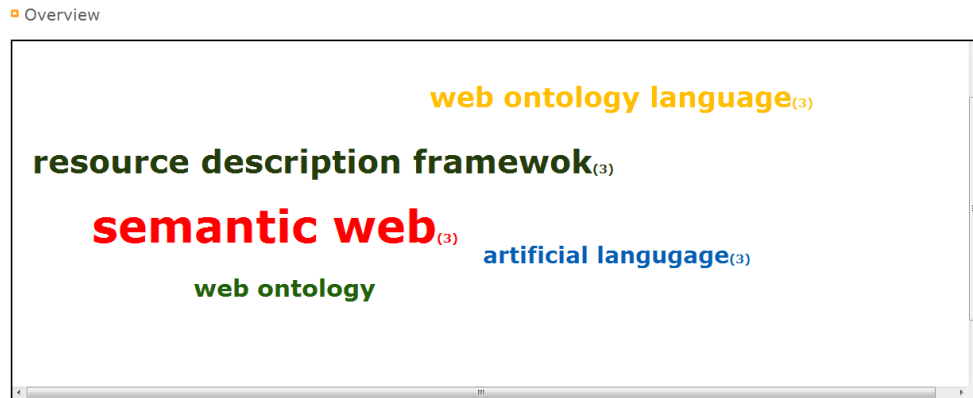 Overview
web ontology language(3)
resource description framewok(3)
semantic web(3)
artificial langugage(3)
web ontology